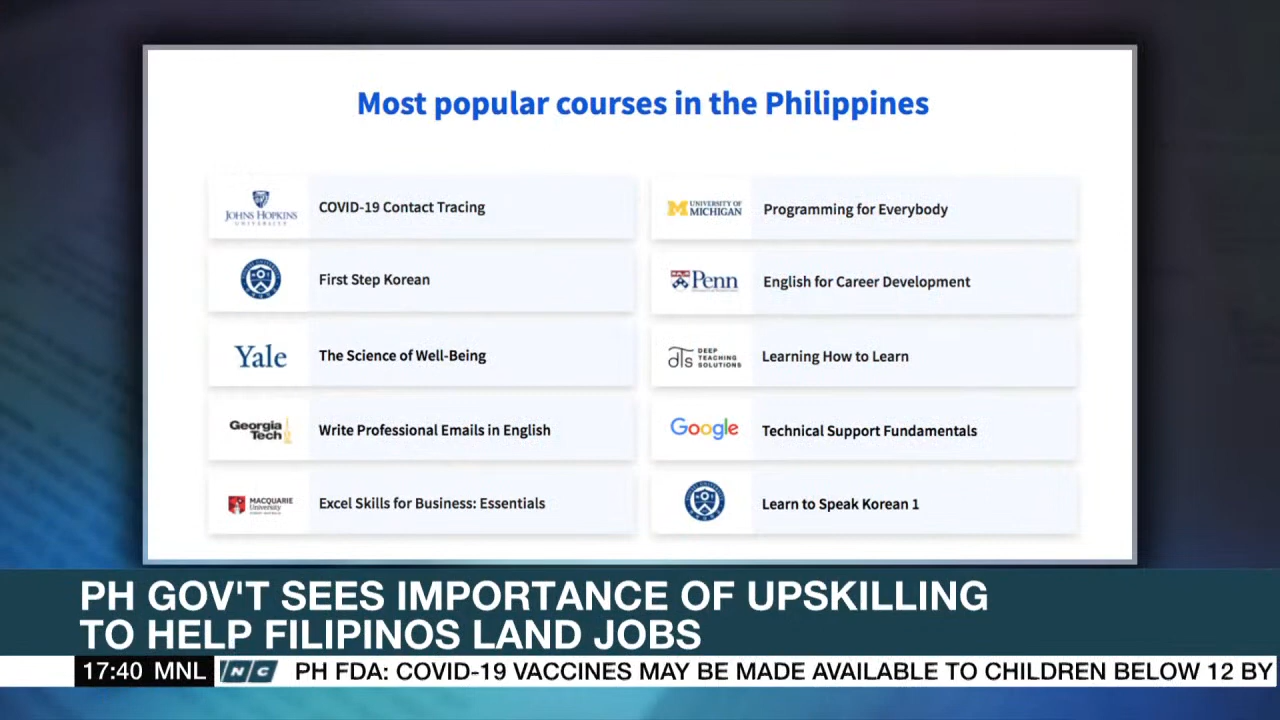 Most popular courses in the Philippines
JOHNS HOPKINS
UNIVERSITY
COVID-19 Contact Tracing
First Step Korean
Yale
The Science of Well-Being
Georgia
Tech
Write Professional Emails in English
MACQUARIE
University
Excel Skills for Business: Essentials
M UNIVERSITY OF
MICHIGAN
Programming for Everybody
Penn
English for Career Development
dTs DEEP
TEACHING
SOLUTIONS
Learning How to Learn
Google
Technical Support Fundamentals
Learn to Speak Korean 1
PH GOV'T SEES IMPORTANCE OF UPSKILLING
TO HELP FILIPINOS LAND JOBS
17:40 MNL NC PH FDA: COVID-19 VACCINES MAY BE MADE AVAILABLE TO CHILDREN BELOW 12 BY